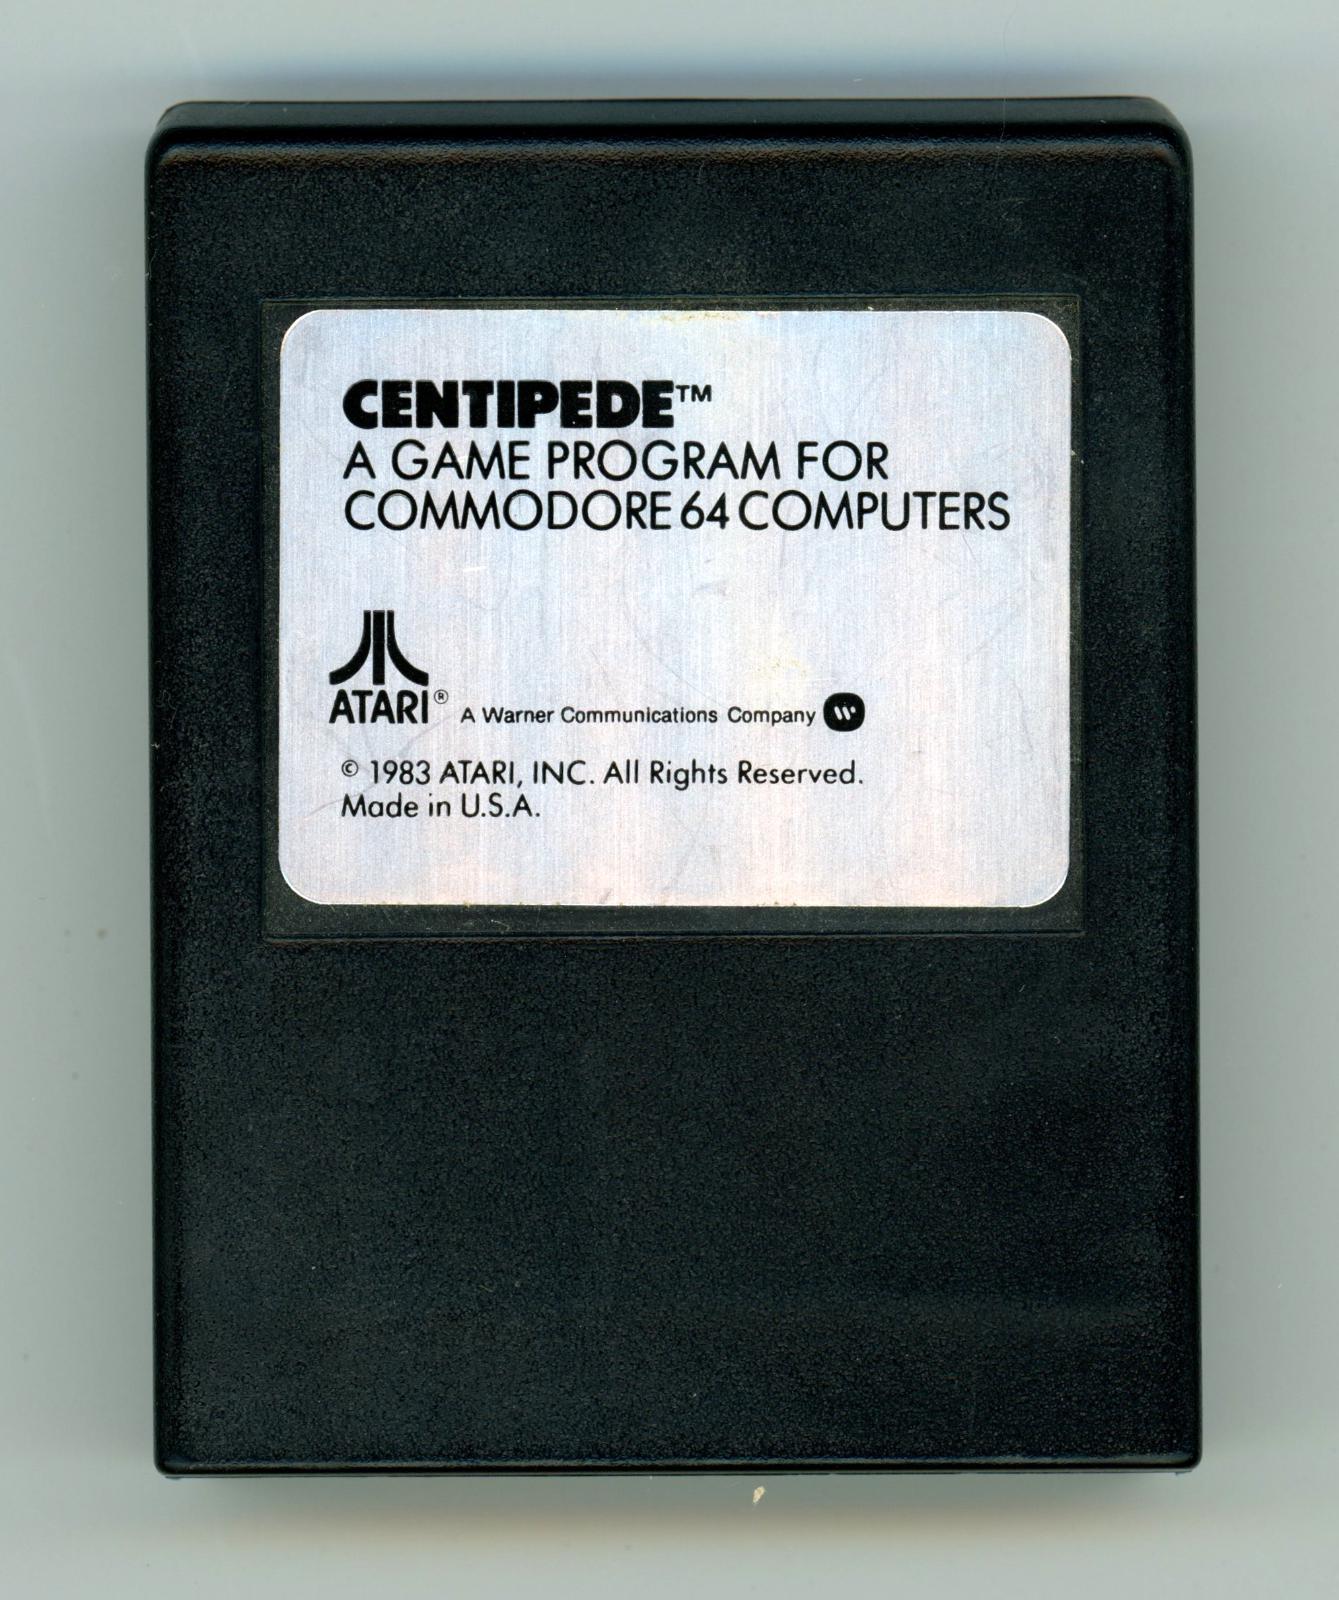 CENTIPEDE™
A GAME PROGRAM FOR
COMMODORE 64 COMPUTERS
ATARI® A Warner Communications Company
© 1983 ATARI, INC. All Rights Reserved.
Made in U.S.A.